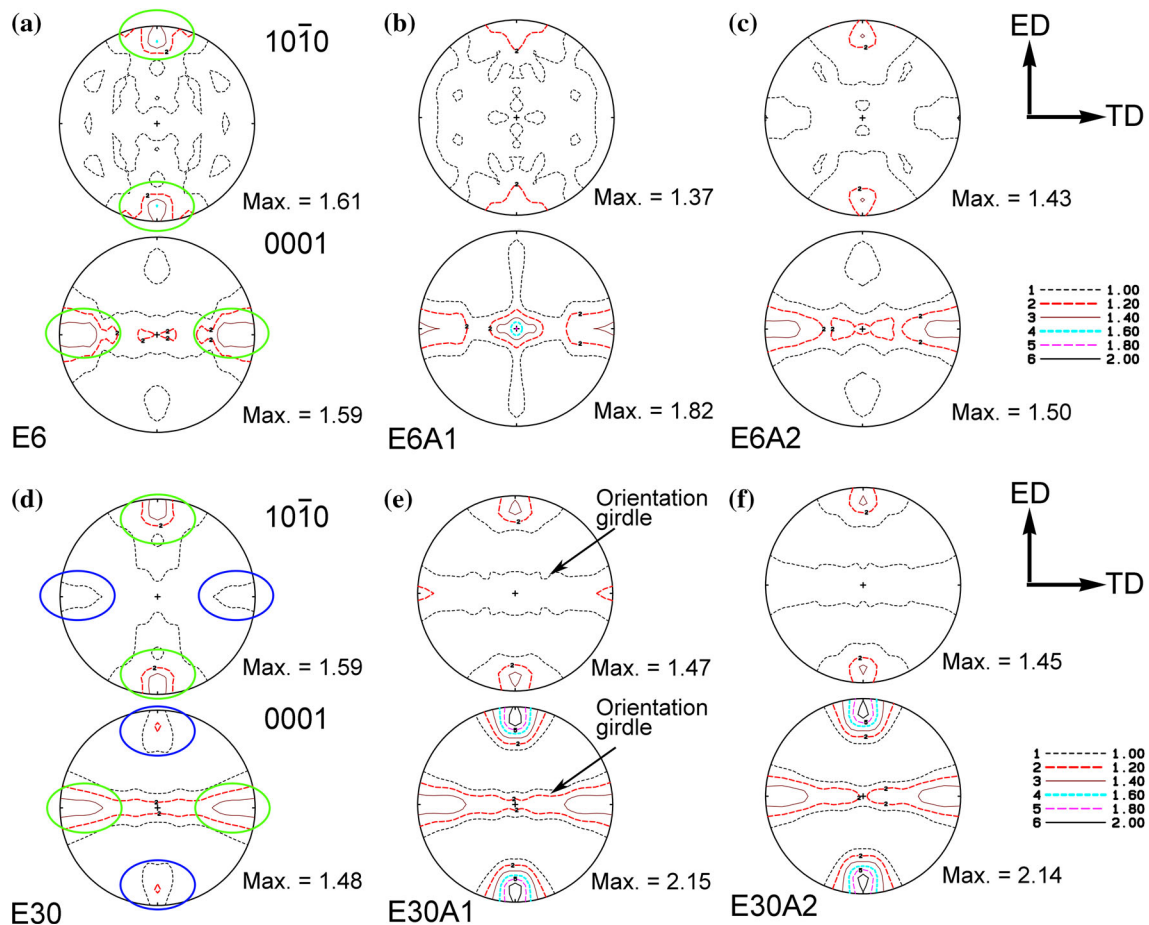 (a)
101̅0
Max. = 1.61
0001
Max. = 1.59
E6
(b)
Max. = 1.37
Max. = 1.82
E6A1
(c)
Max. = 1.43
Max. = 1.50
E6A2
ED
TD
1 1.00
2 1.20
3 1.40
4 1.60
5 1.80
6 2.00
(d)
101̅0
Max. = 1.59
0001
Max. = 1.48
E30
(e)
Orientation
girdle
Max. = 1.47
Orientation
girdle
Max. = 2.15
E30A1
(f)
Max. = 1.45
Max. = 2.14
E30A2
ED
TD
1 1.00
2 1.20
3 1.40
4 1.60
5 1.80
6 2.00